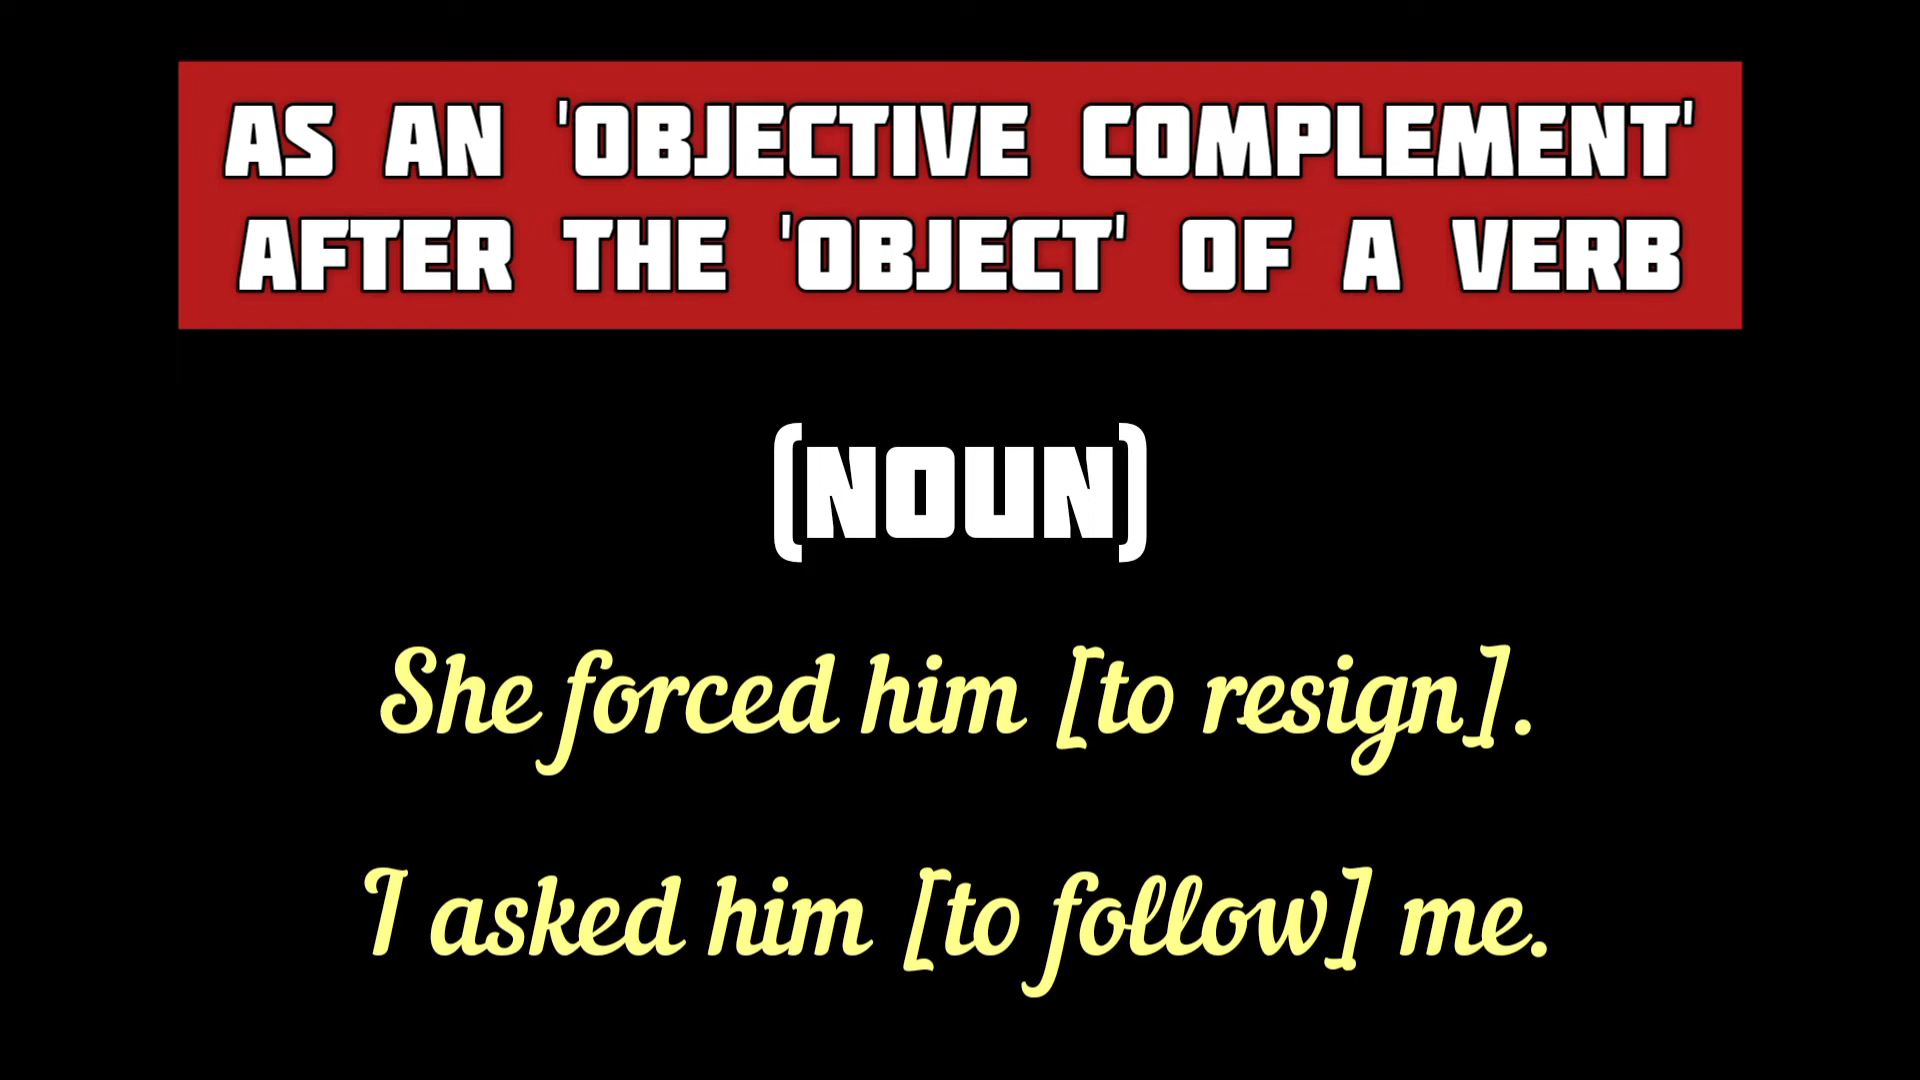 AS AN 'OBJECTIVE COMPLEMENT'
AFTER THE 'OBJECT' OF A VERB
(NOUN)
She forced him [to resign].
I asked him [to follow] me.